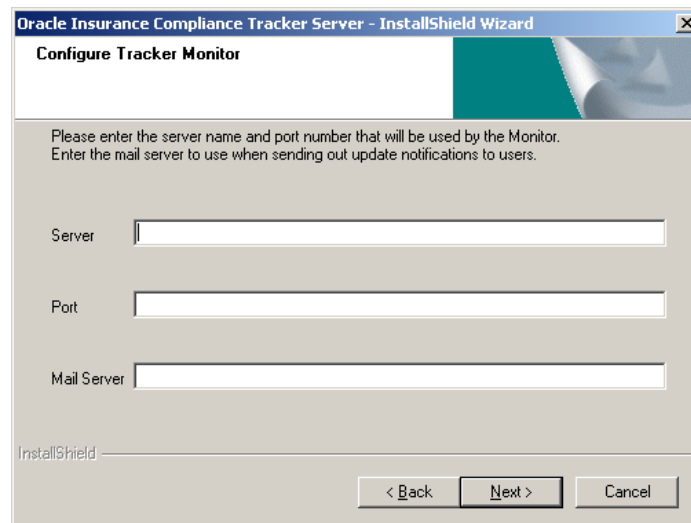 Oracle Insurance Compliance Tracker Server - InstallShield Wizard
Configure Tracker Monitor
Please enter the server name and port number that will be used by the Monitor.
Enter the mail server to use when sending out update notifications to users.
Server
Port
Mail Server
InstallShield
< Back Next > Cancel